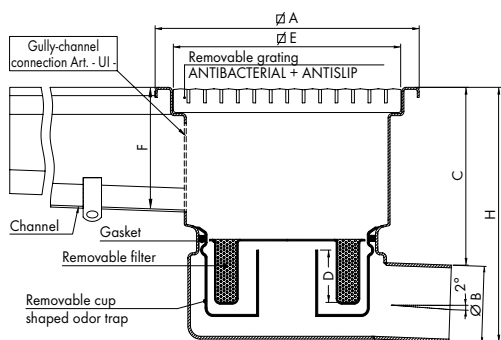 ⌀ A
Gully-channel
connection Art. - UI -
⌀ E
Removable grating
ANTIBACTERIAL + ANTISLIP
F
C
H
Channel
Gasket
Removable filter
D
Removable cup
shaped odor trap
2°
⌀ B